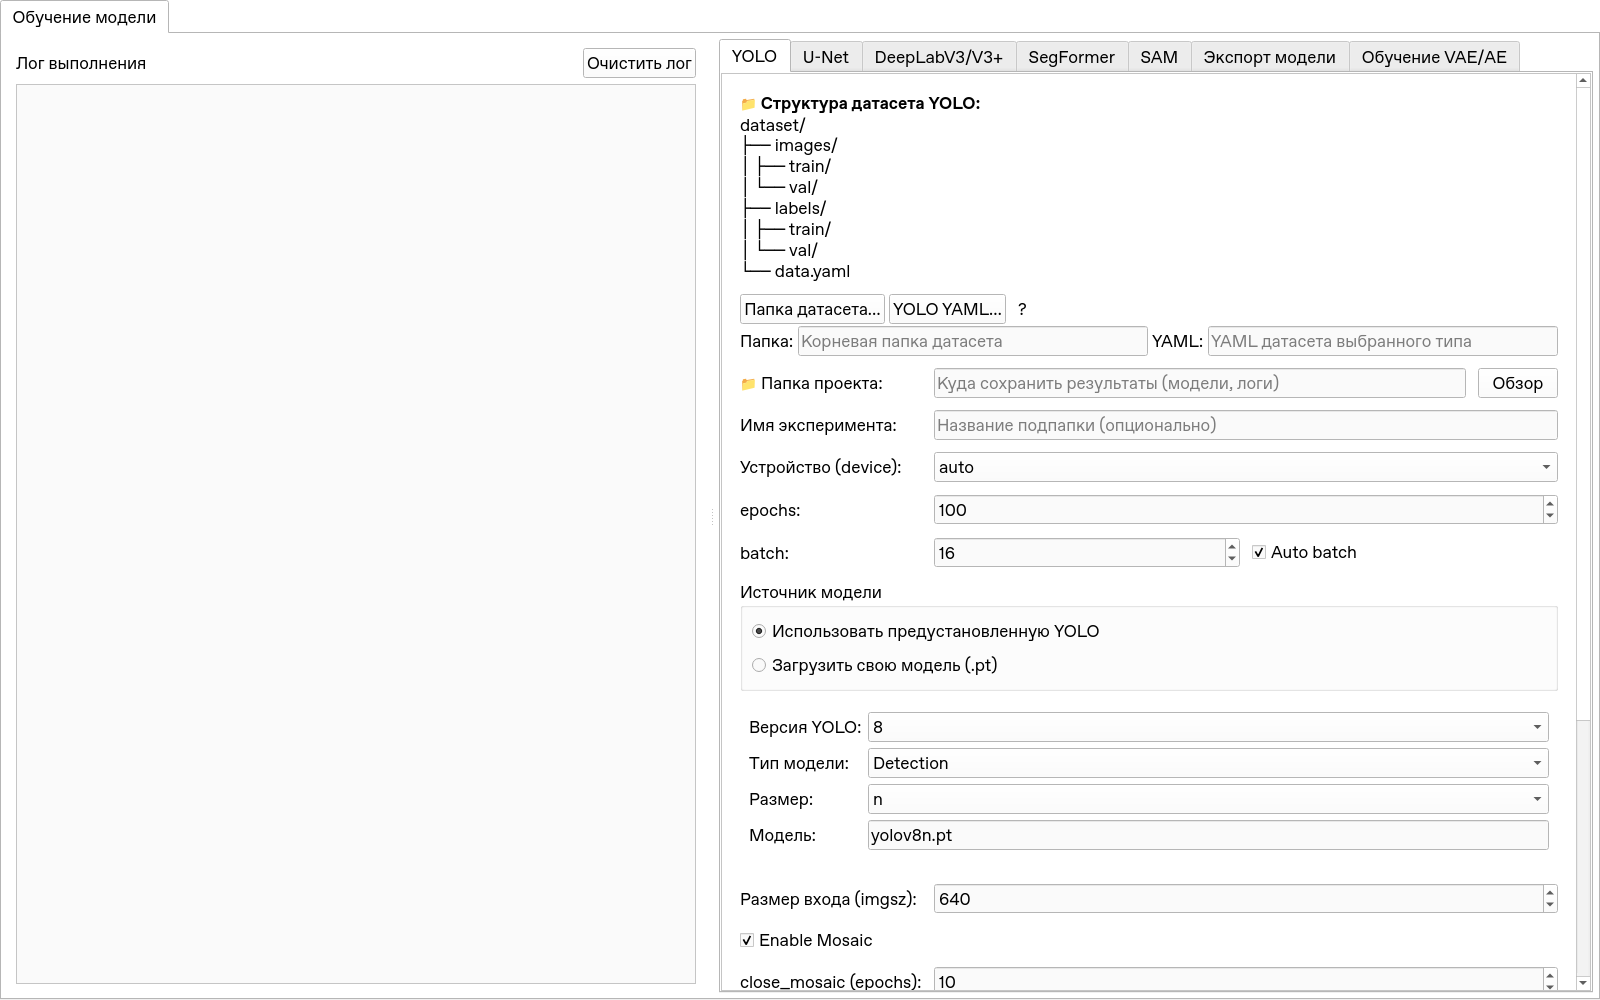 Обучение модели
Лог выполнения
Очистить лог
YOLO
U-Net
DeepLabV3/V3+
SegFormer
SAM
Экспорт модели
Обучение VAE/AE
📁 Структура датасета YOLO:
dataset/
├── images/
│ ├── train/
│ └── val/
├── labels/
│ ├── train/
│ └── val/
└── data.yaml
Папка датасета... YOLO YAML... ?
Папка: Корневая папка датасета YAML: YAML датасета выбранного типа
📁 Папка проекта: Куда сохранить результаты (модели, логи) Обзор
Имя эксперимента: Название подпапки (опционально)
Устройство (device): auto
epochs: 100
batch: 16 Auto batch
Источник модели
Использовать предустановленную YOLO
Загрузить свою модель (.pt)
Версия YOLO: 8
Тип модели: Detection
Размер: n
Модель: yolov8n.pt
Размер входа (imgsz): 640
Enable Mosaic
close_mosaic (epochs): 10